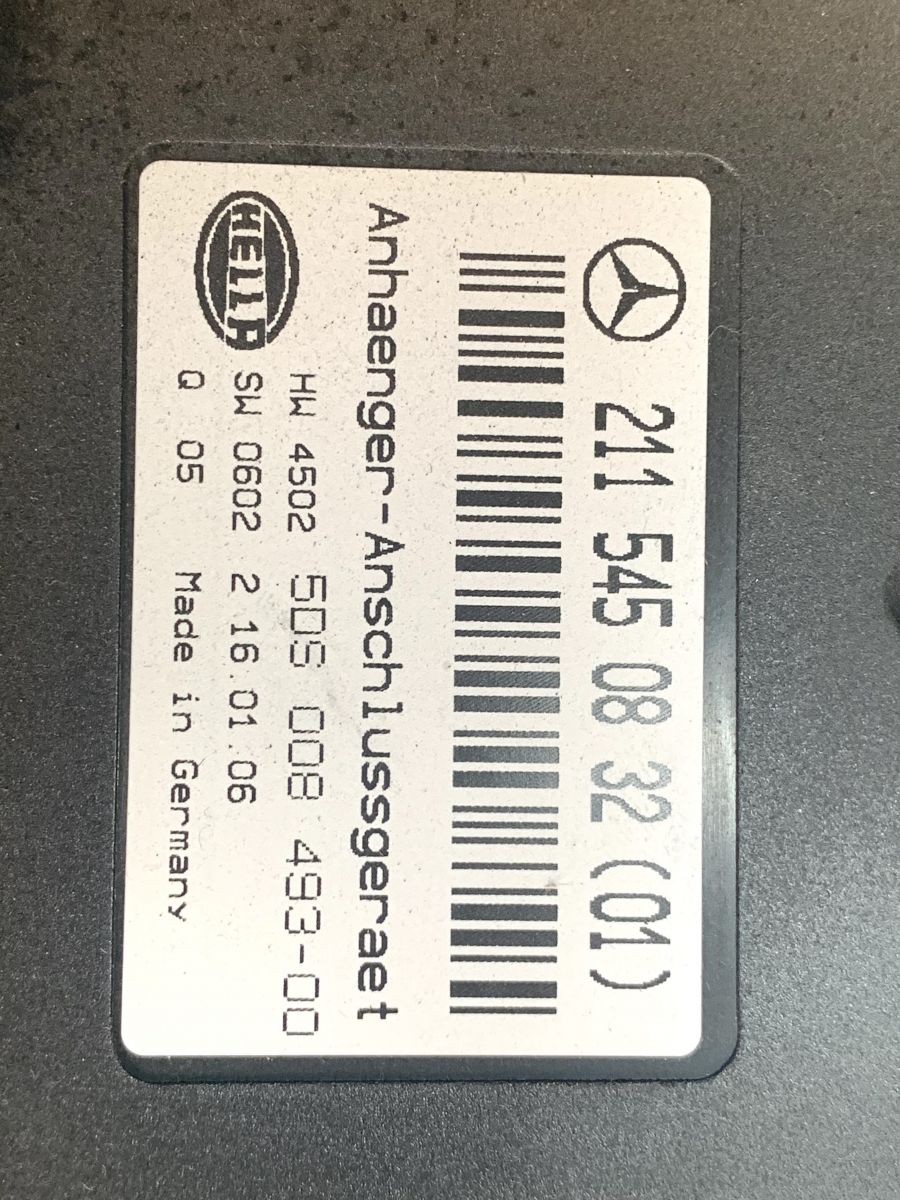 211 545 08 32 (01)
Anhaenger-Anschlussgeraet
HELLA
HW 4502 5DS 008 493-00
SW 0602 2 16.01.06
Q 05 Made in Germany